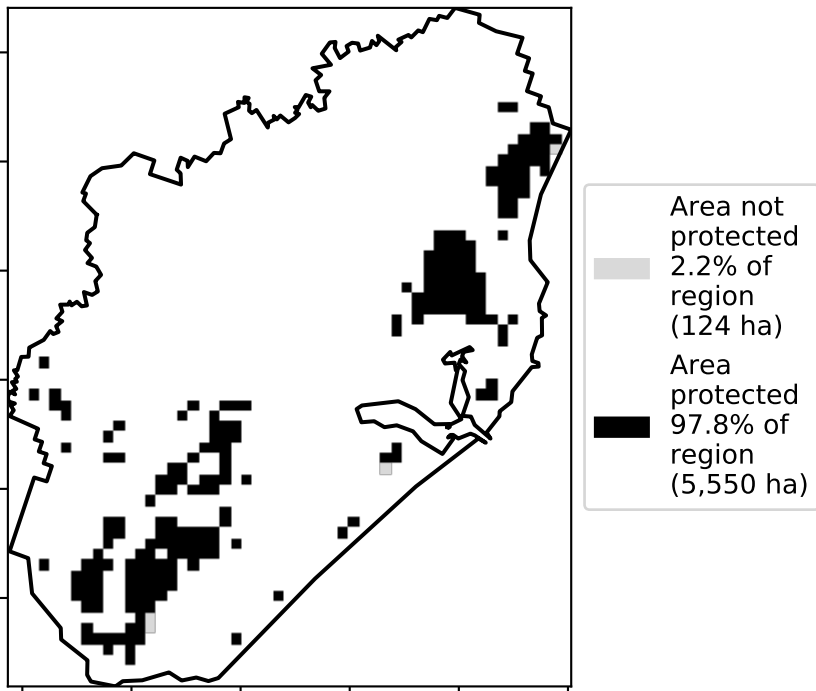 Area not
protected
2.2% of
region
(124 ha)
Area
protected
97.8% of
region
(5,550 ha)